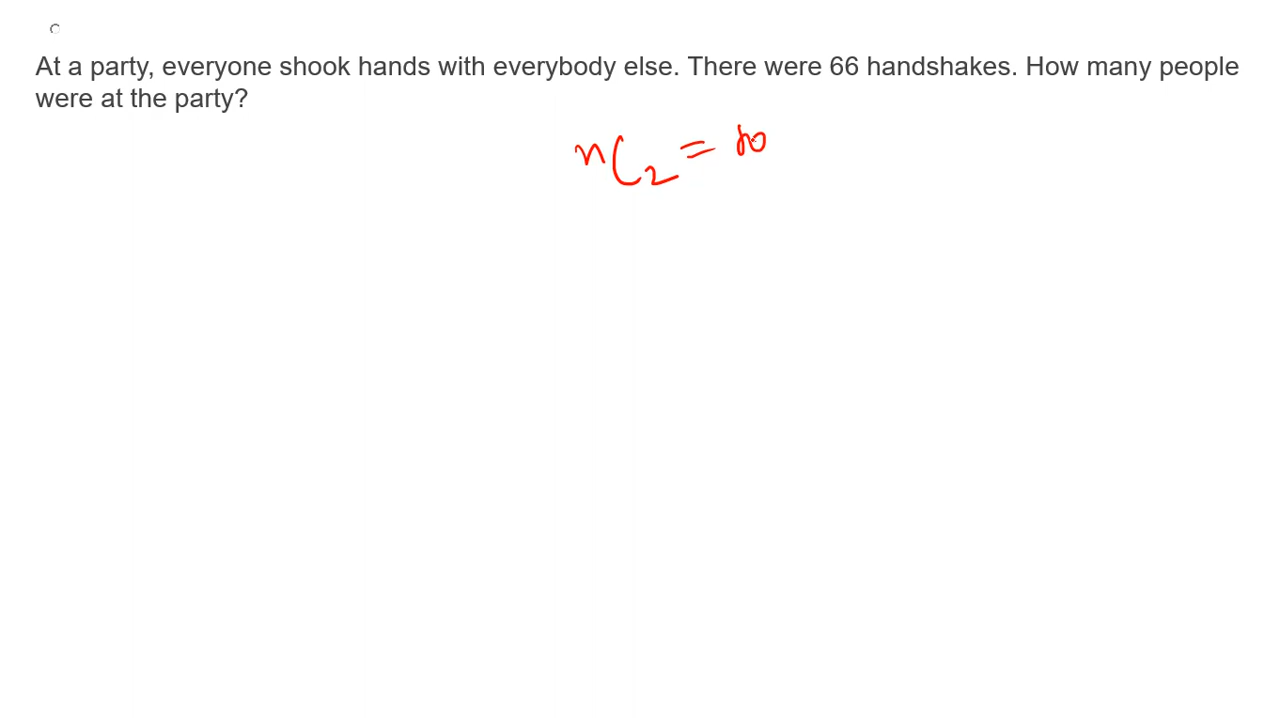 At a party, everyone shook hands with everybody else. There were 66 handshakes. How many people
were at the party?
nC2 =